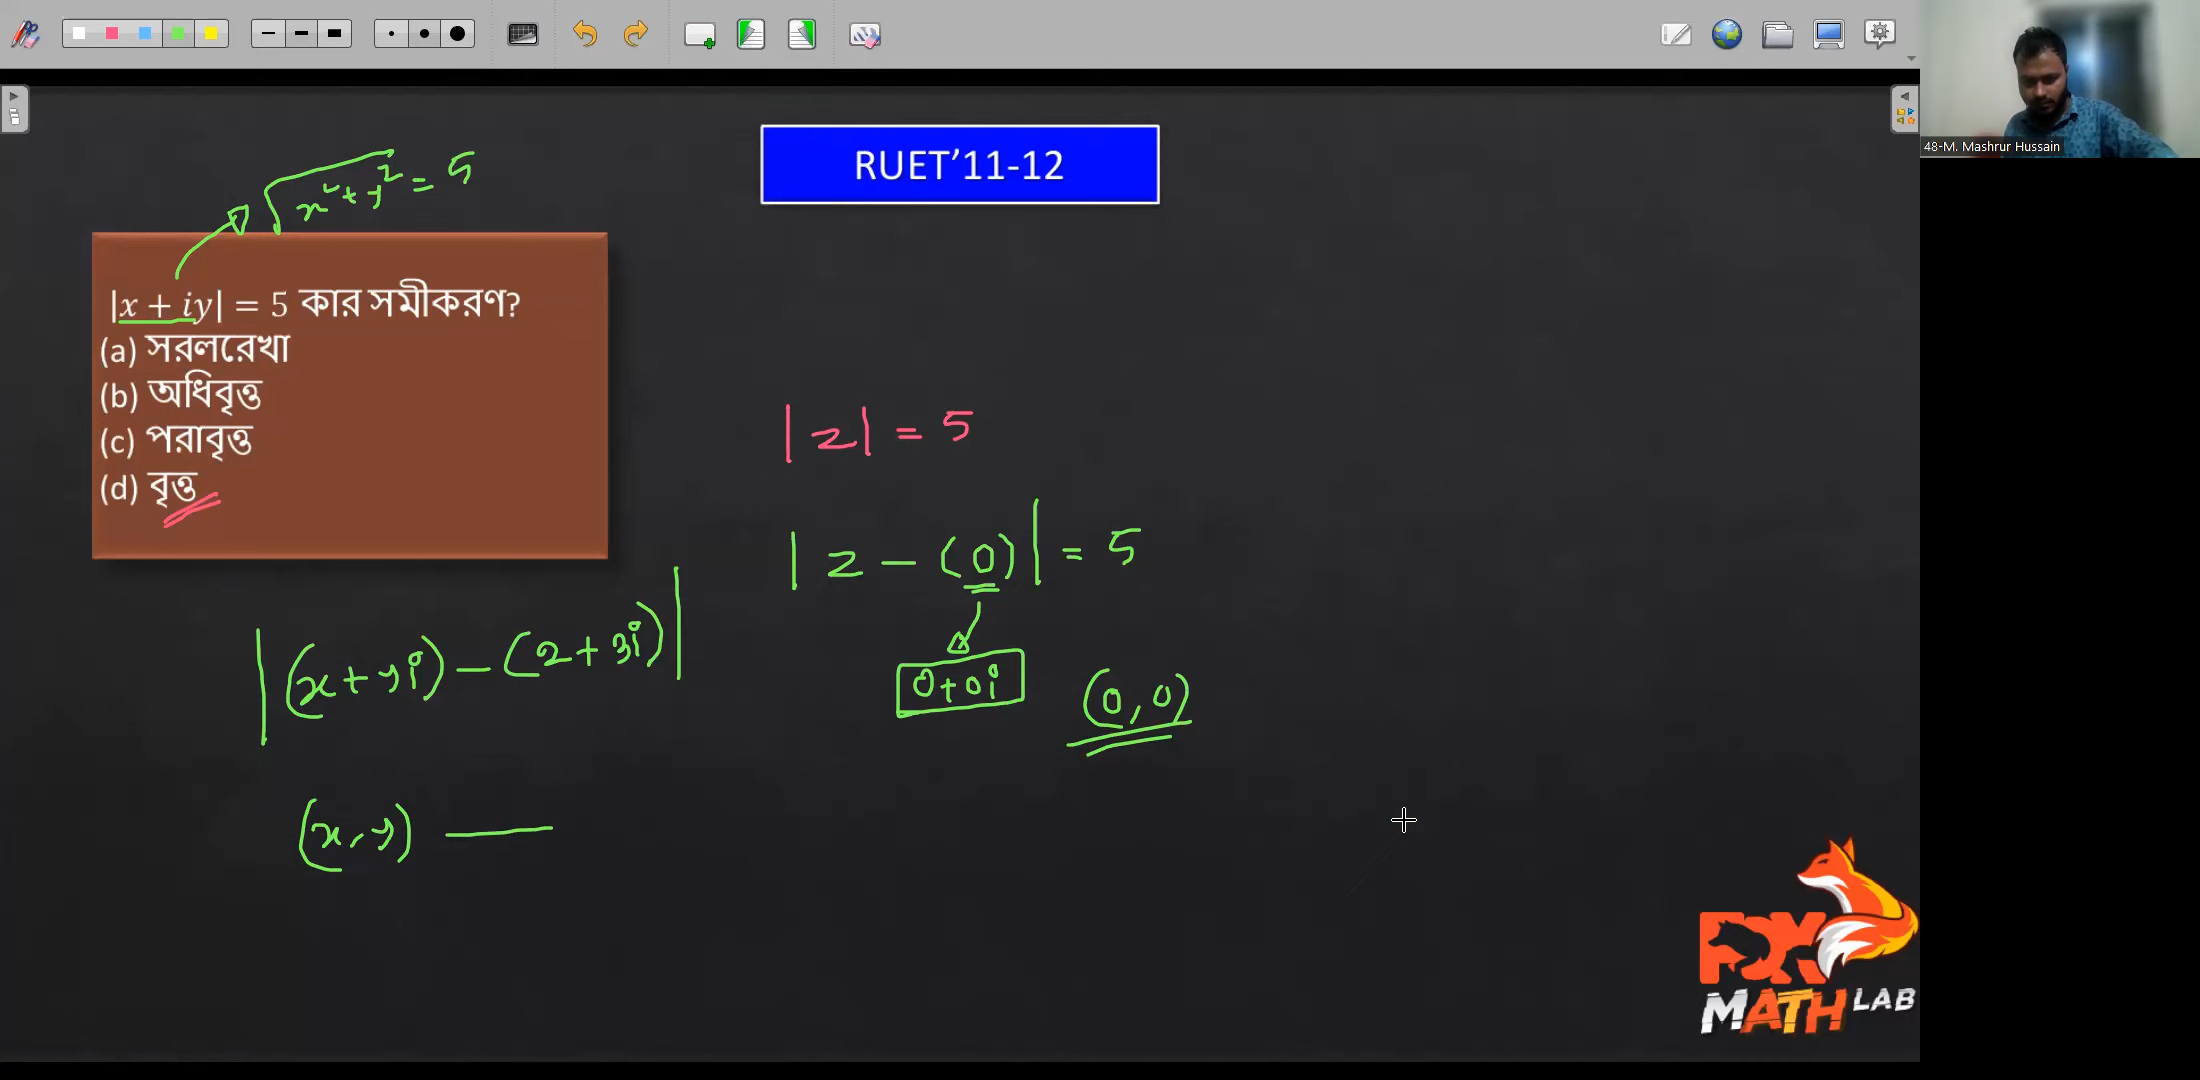 48-M. Mashrur Hussain
RUET’11-12
√x²+y² = 5
|x + iy| = 5 কার সমীকরণ?
(a) সরলরেখা
(b) অধিবৃত্ত
(c) পরাবৃত্ত
(d) বৃত্ত
|z| = 5
|z − (0)| = 5
0+0i
(0,0)
|(x+yi) − (2+3i)|
(x,y) —
FOX
MATH LAB